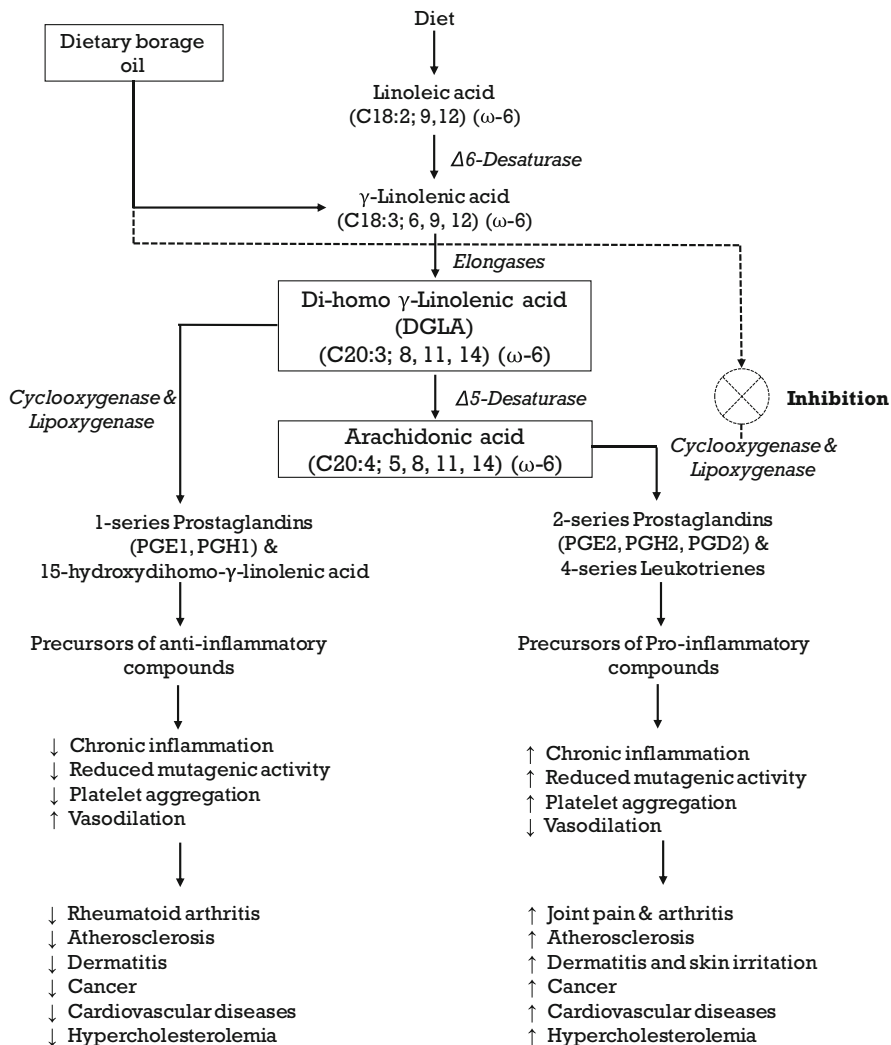 Diet
Dietary borage
oil
Linoleic acid
(C18:2; 9,12) (ω-6)
Δ6-Desaturase
γ-Linolenic acid
(C18:3; 6, 9, 12) (ω-6)
Elongases
Di-homo γ-Linolenic acid
(DGLA)
(C20:3; 8, 11, 14) (ω-6)
Cyclooxygenase &
Lipoxygenase
Δ5-Desaturase
Inhibition
Arachidonic acid
(C20:4; 5, 8, 11, 14) (ω-6)
Cyclooxygenase &
Lipoxygenase
1-series Prostaglandins
(PGE1, PGH1) &
15-hydroxydihomo-γ-linolenic acid
2-series Prostaglandins
(PGE2, PGH2, PGD2) &
4-series Leukotrienes
Precursors of anti-inflammatory
compounds
Precursors of Pro-inflammatory
compounds
↓ Chronic inflammation
↓ Reduced mutagenic activity
↓ Platelet aggregation
↑ Vasodilation
↑ Chronic inflammation
↑ Reduced mutagenic activity
↑ Platelet aggregation
↓ Vasodilation
↓ Rheumatoid arthritis
↓ Atherosclerosis
↓ Dermatitis
↓ Cancer
↓ Cardiovascular diseases
↓ Hypercholesterolemia
↑ Joint pain & arthritis
↑ Atherosclerosis
↑ Dermatitis and skin irritation
↑ Cancer
↑ Cardiovascular diseases
↑ Hypercholesterolemia